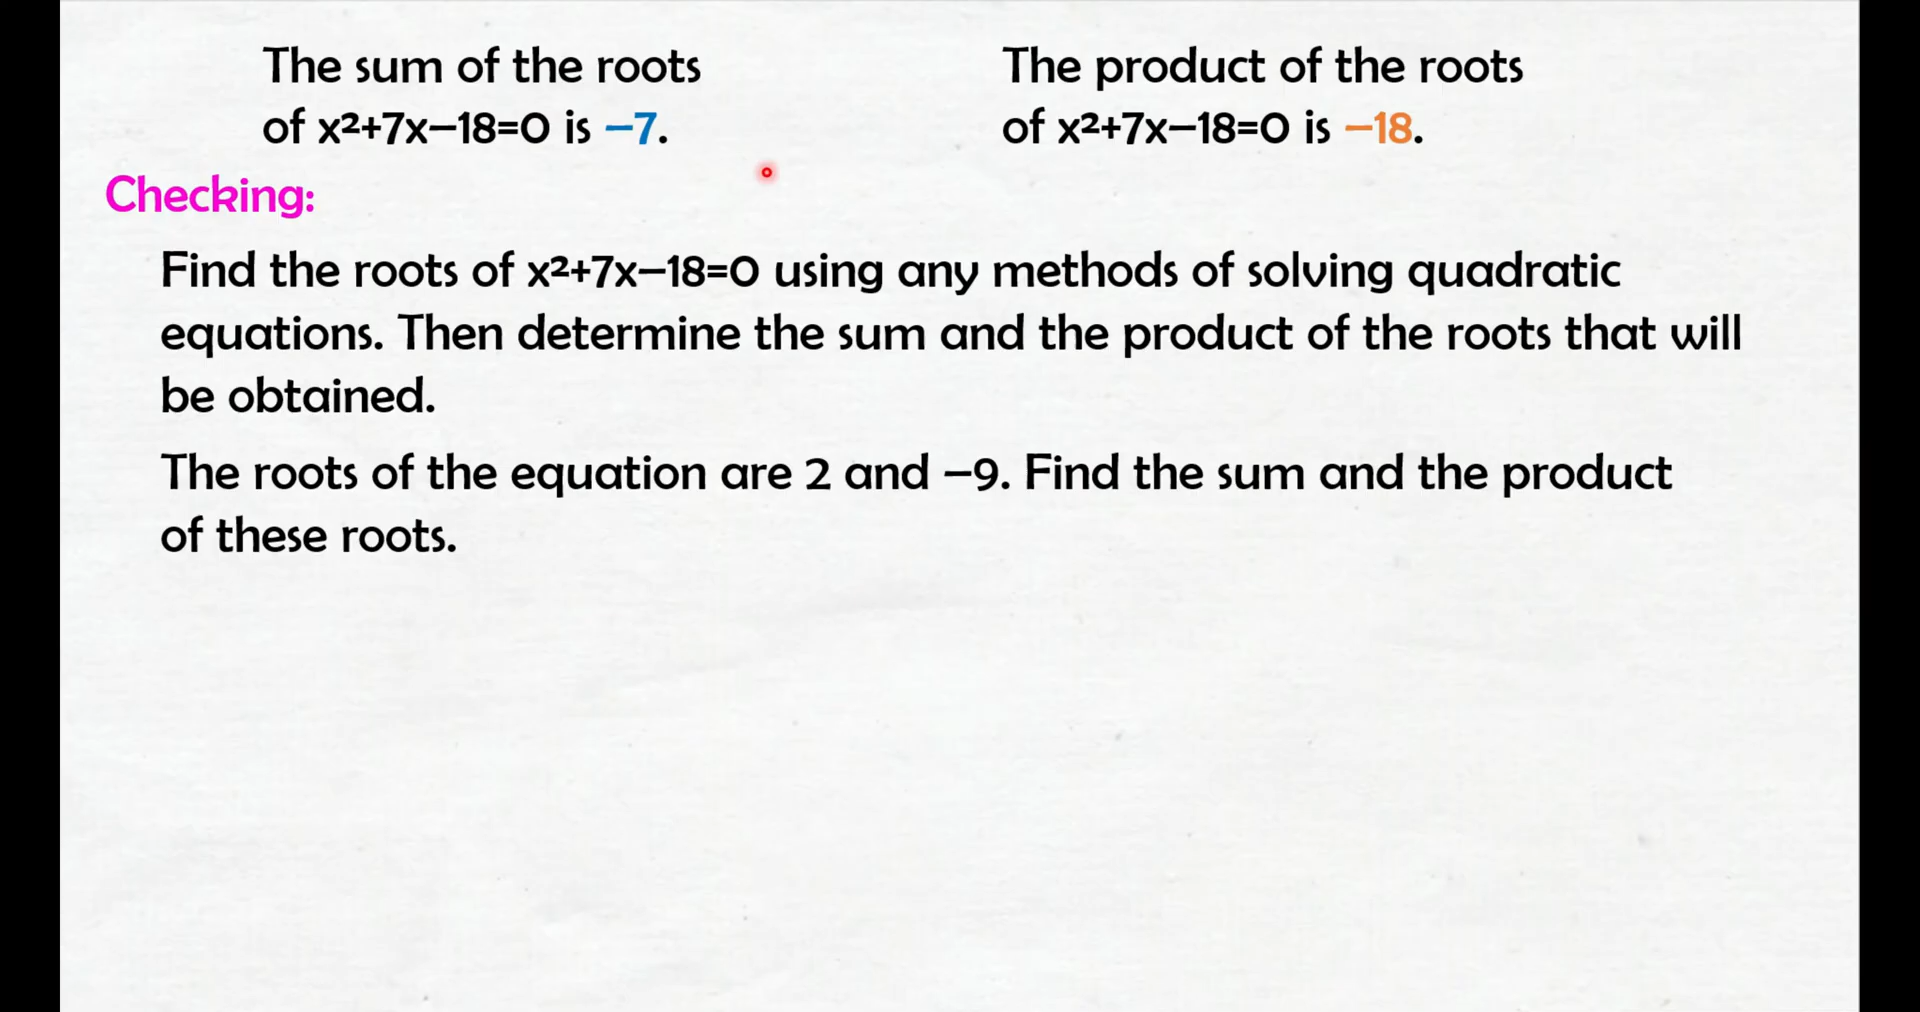 The sum of the roots
of x²+7x−18=0 is −7.
The product of the roots
of x²+7x−18=0 is −18.
Checking:
Find the roots of x²+7x−18=0 using any methods of solving quadratic
equations. Then determine the sum and the product of the roots that will
be obtained.
The roots of the equation are 2 and −9. Find the sum and the product
of these roots.